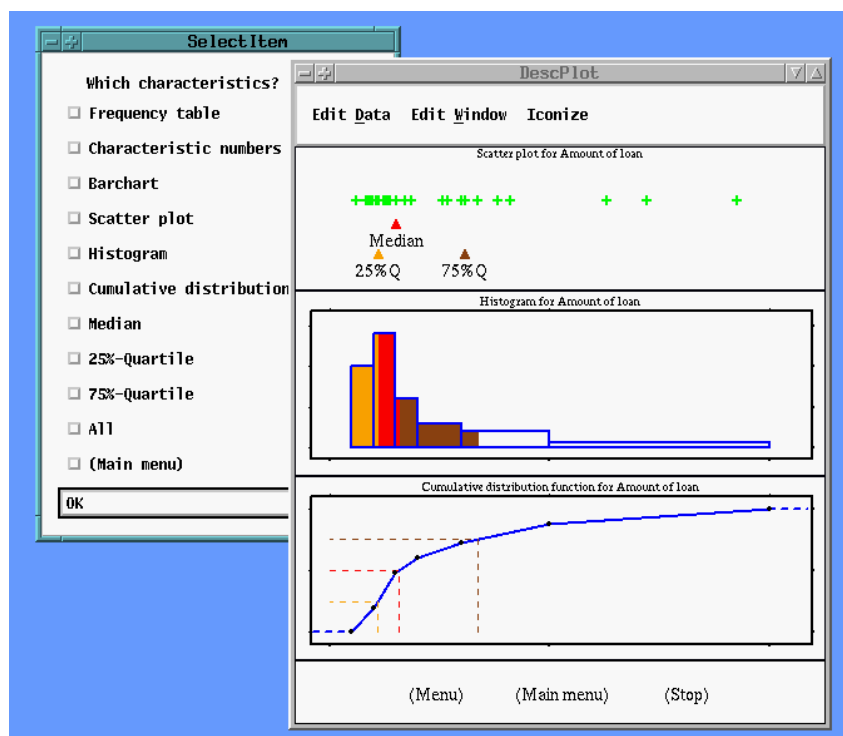 SelectItem
Which characteristics?
Frequency table
Characteristic numbers
Barchart
Scatter plot
Histogram
Cumulative distribution
Median
25%-Quartile
75%-Quartile
All
(Main menu)
OK
DescPlot
Edit Data Edit Window Iconize
Scatter plot for Amount of loan
Median
25%Q 75%Q
Histogram for Amount of loan
Cumulative distribution function for Amount of loan
(Menu) (Main menu) (Stop)